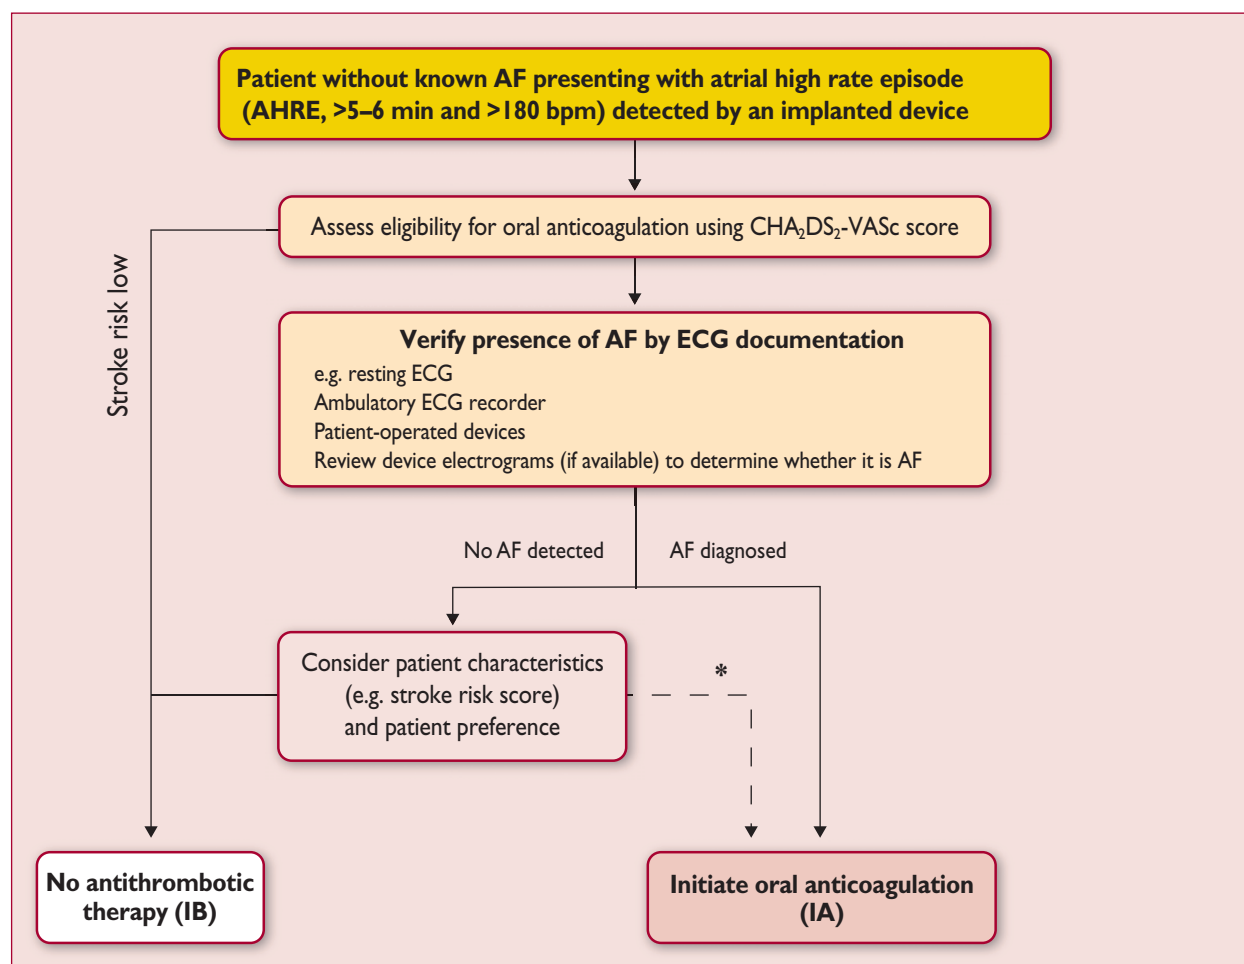 Patient without known AF presenting with atrial high rate episode
(AHRE, >5–6 min and >180 bpm) detected by an implanted device
Assess eligibility for oral anticoagulation using CHA₂DS₂-VASc score
Stroke risk low
Verify presence of AF by ECG documentation
e.g. resting ECG
Ambulatory ECG recorder
Patient-operated devices
Review device electrograms (if available) to determine whether it is AF
No AF detected
AF diagnosed
Consider patient characteristics
(e.g. stroke risk score)
and patient preference
*
No antithrombotic
therapy (IB)
Initiate oral anticoagulation
(IA)